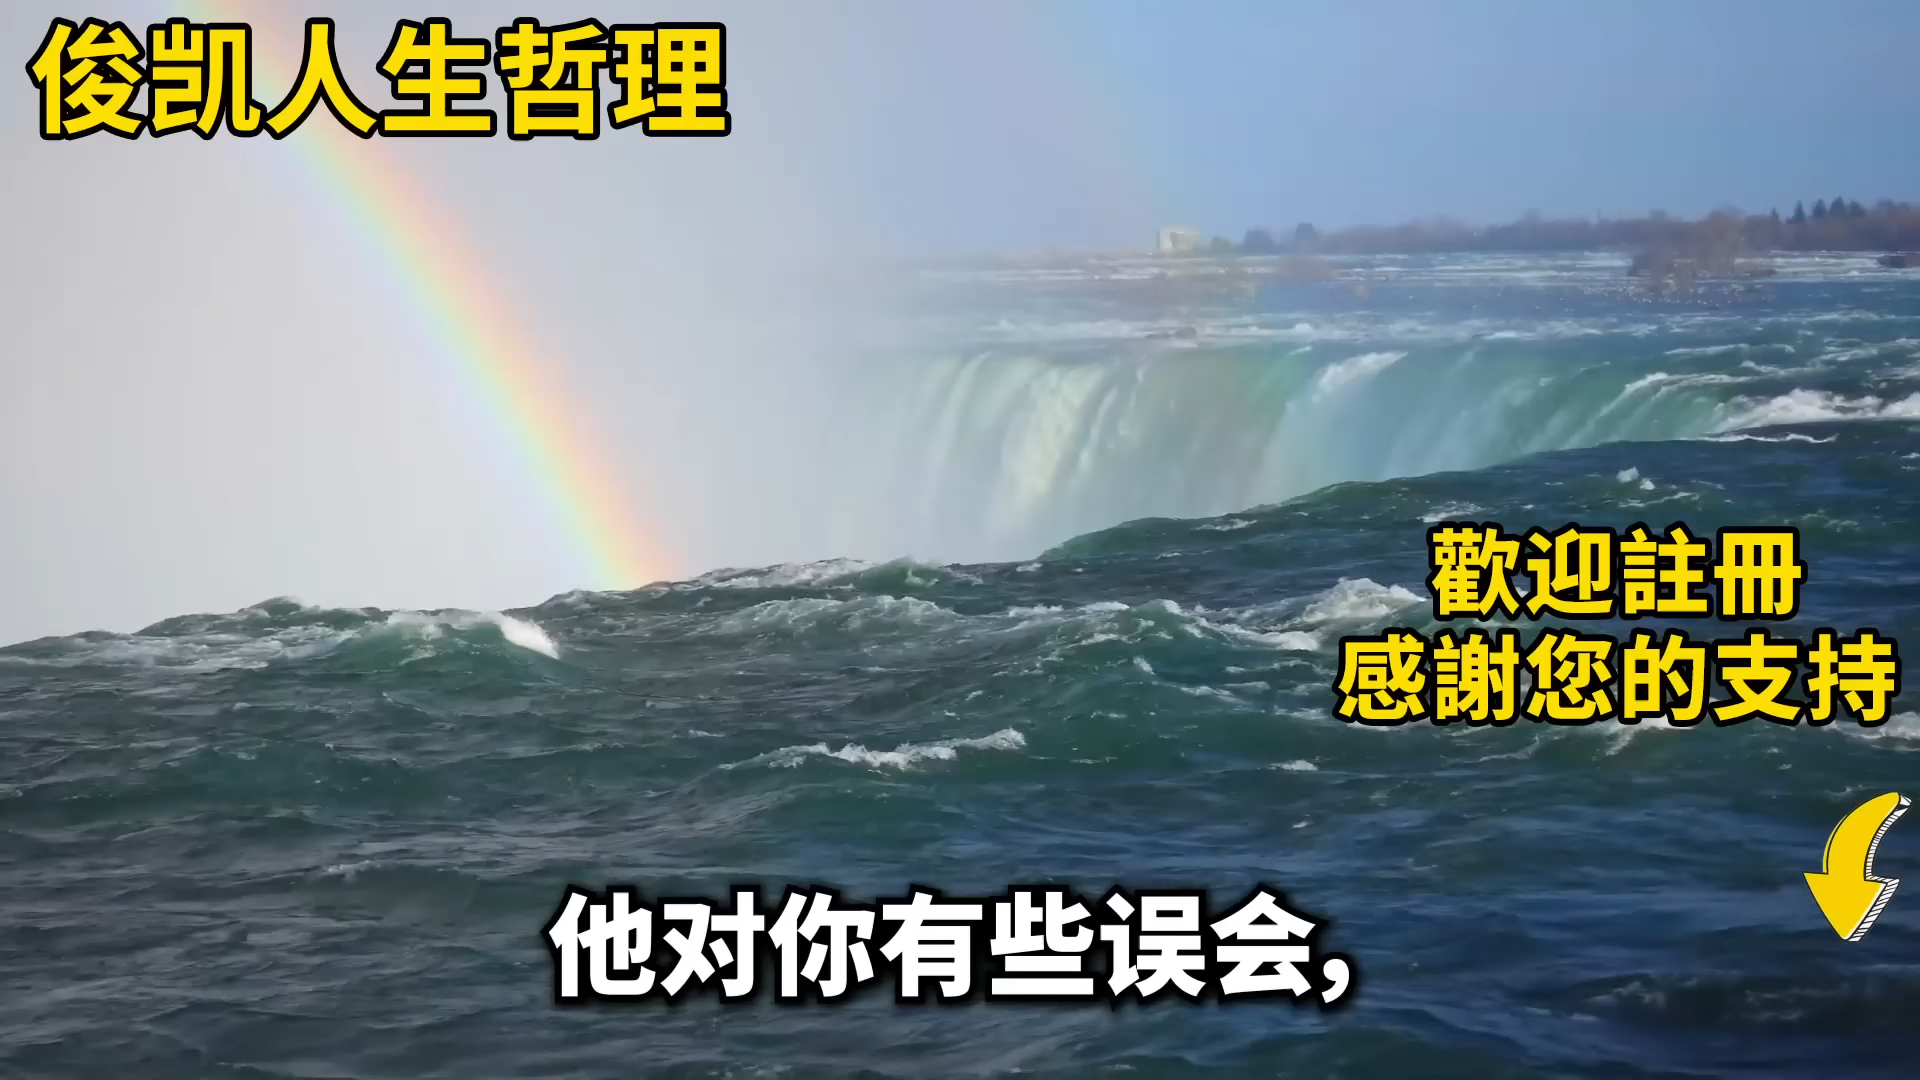 俊凯人生哲理
歡迎註冊
感謝您的支持
他对你有些误会,